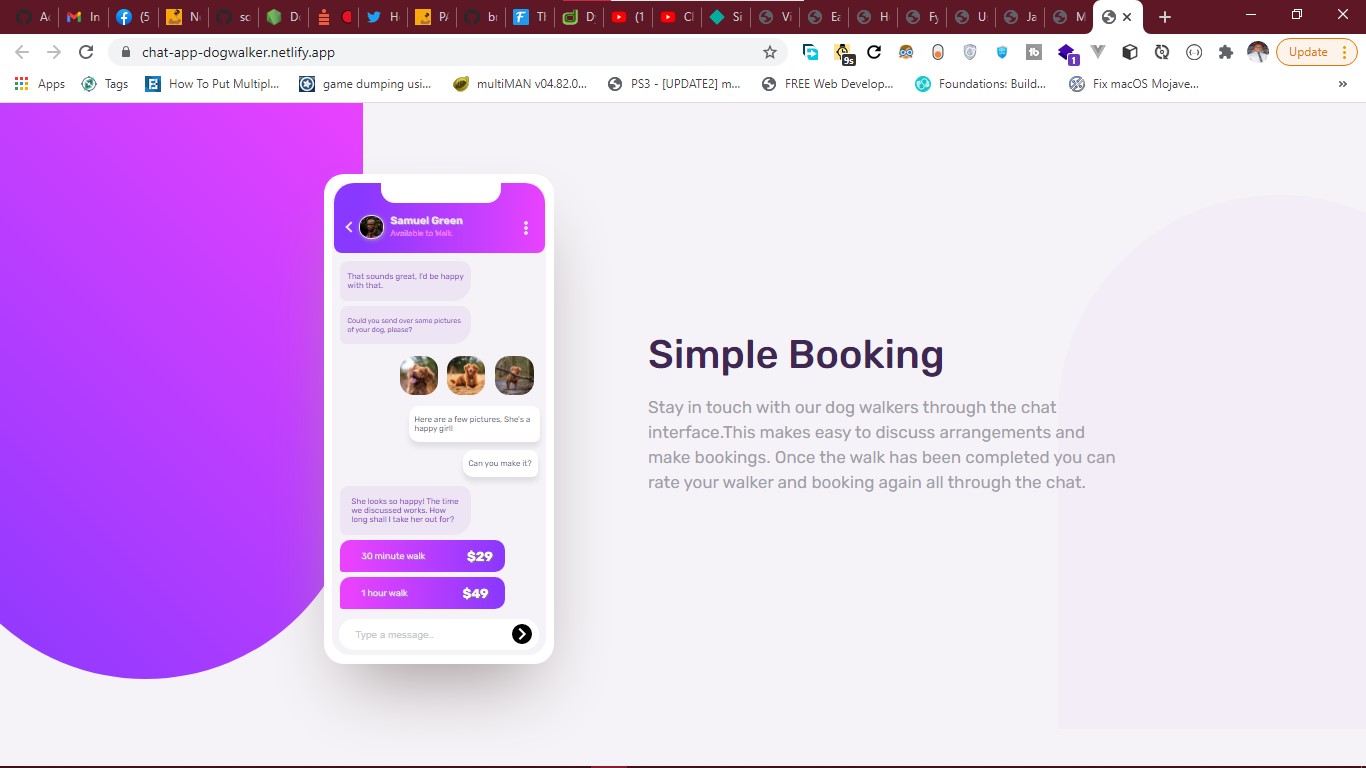 Ac
In
(5
N
sc
D
H
P/
br
Tl
D
(1
Cl
Si
Vi
Ea
H
Fy
U
Ja
M
chat-app-dogwalker.netlify.app
9s
1
Update
Apps
Tags
How To Put Multipl...
game dumping usi...
multiMAN v04.82.0...
PS3 - [UPDATE2] m...
FREE Web Develop...
Foundations: Build...
Fix macOS Mojave...
»
Samuel Green
Available to Walk
That sounds great, I'd be happy
with that.
Could you send over some pictures
of your dog, please?
Here are a few pictures, She's a
happy girl!
Can you make it?
She looks so happy! The time
we discussed works. How
long shall I take her out for?
30 minute walk $29
1 hour walk $49
Type a message..
Simple Booking
Stay in touch with our dog walkers through the chat
interface.This makes easy to discuss arrangements and
make bookings. Once the walk has been completed you can
rate your walker and booking again all through the chat.